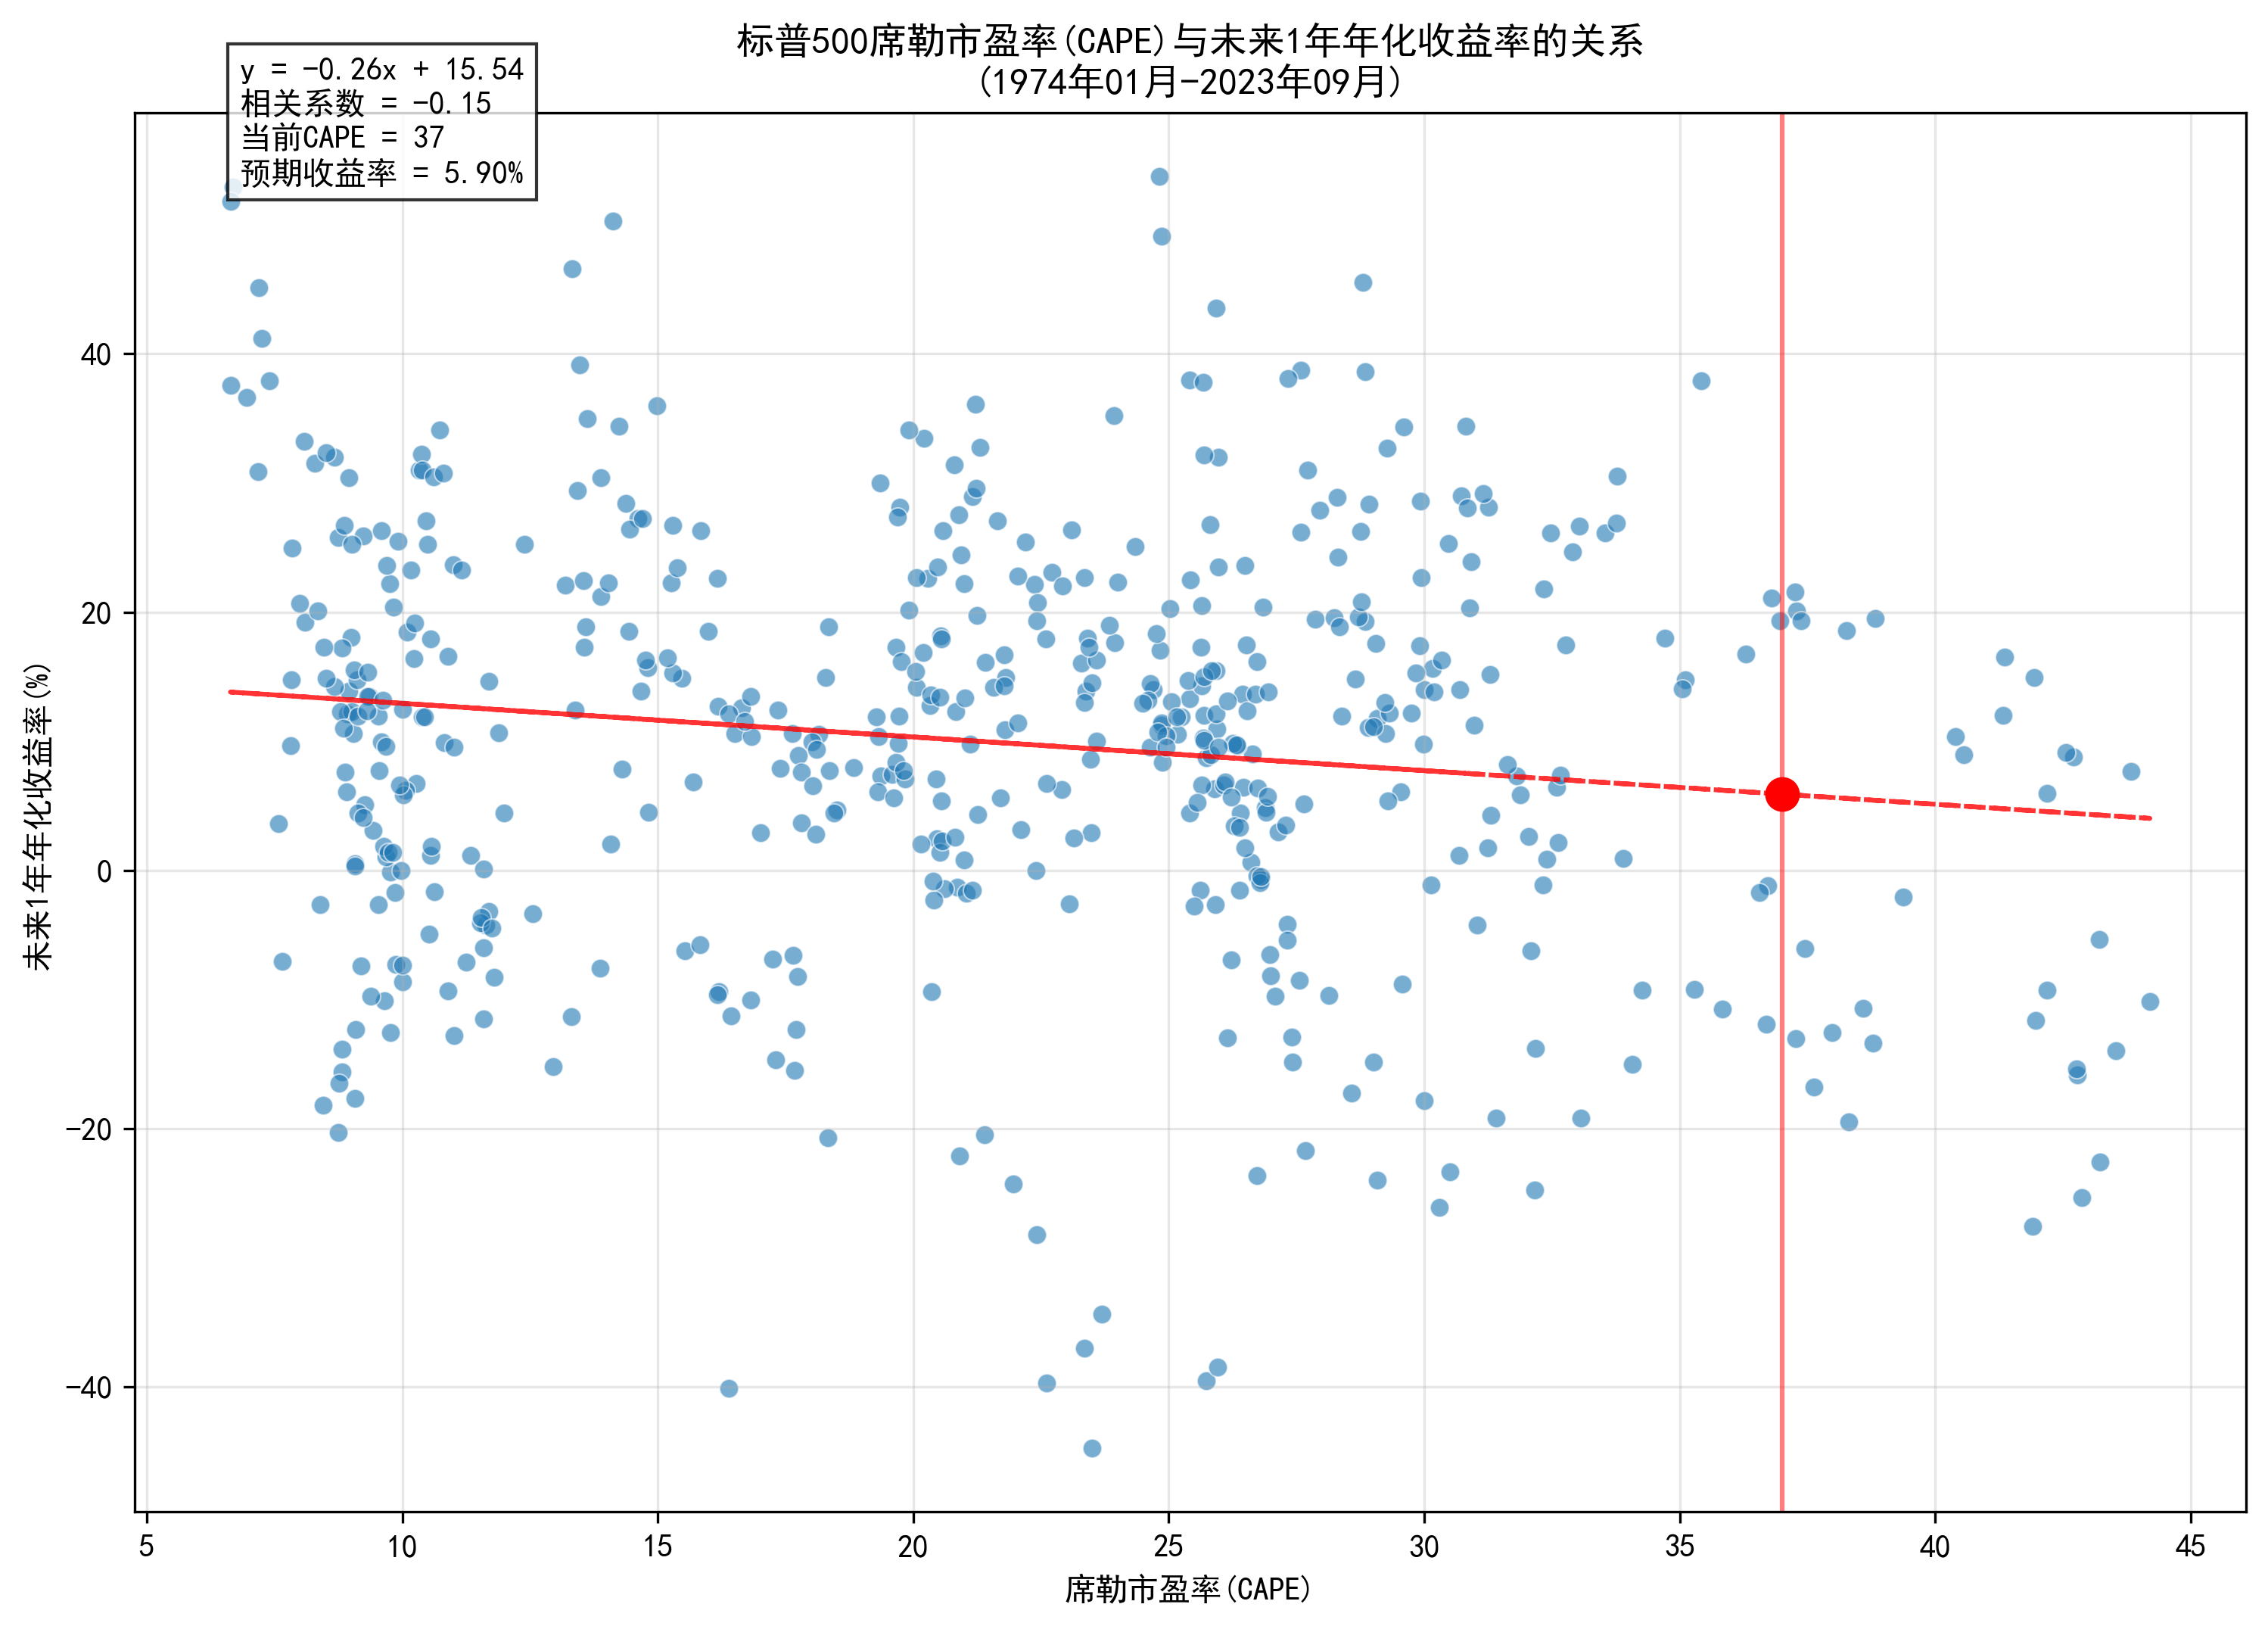 标普500席勒市盈率(CAPE)与未来1年年化收益率的关系
(1974年01月-2023年09月)
y = -0.26x + 15.54
相关系数 = -0.15
当前CAPE = 37
预期收益率 = 5.90%
未来1年年化收益率(%)
40
20
0
-20
-40
5 10 15 20 25 30 35 40 45
席勒市盈率(CAPE)